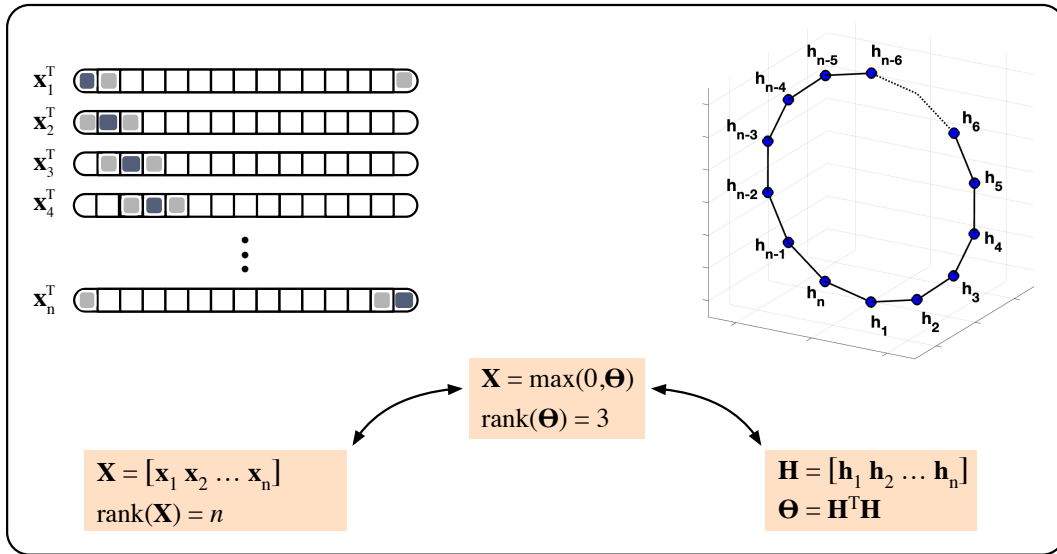 x₁ᵀ
x₂ᵀ
x₃ᵀ
x₄ᵀ
xₙᵀ
hₙ₋₅ hₙ₋₆
hₙ₋₄
h₆
hₙ₋₃
h₅
hₙ₋₂
h₄
hₙ₋₁
h₃
hₙ
h₂
h₁
X = max(0,Θ)
rank(Θ) = 3
X = [x₁ x₂ … xₙ]
rank(X) = n
H = [h₁ h₂ … hₙ]
Θ = HᵀH